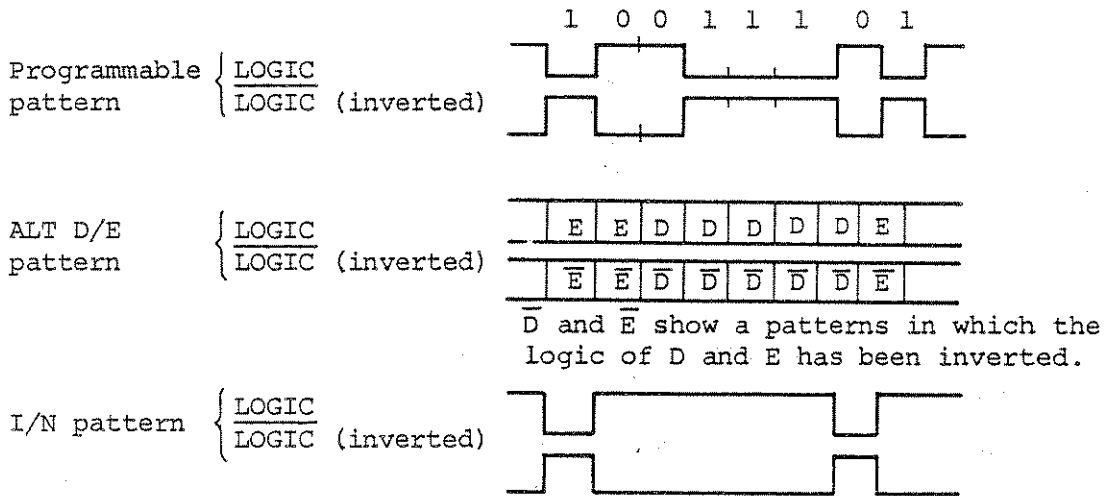 1 0 0 1 1 1 0 1
Programmable LOGIC
pattern LOGIC (inverted)
ALT D/E LOGIC
pattern LOGIC (inverted)
E E D D D D D E
E̅ E̅ D̅ D̅ D̅ D̅ D̅ E̅
D̅ and E̅ show a patterns in which the
logic of D and E has been inverted.
I/N pattern LOGIC
LOGIC (inverted)